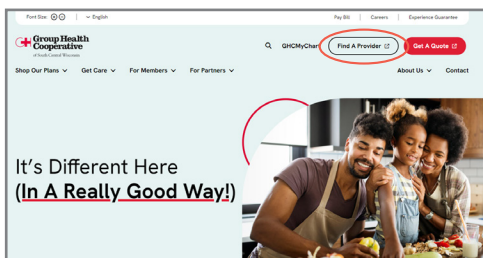 Font Size
English
Pay Bill
Careers
Experience Guarantee
Group Health
Cooperative
of South Central Wisconsin
GHCMyChart
Find A Provider
Get A Quote
Shop Our Plans
Get Care
For Members
For Partners
About Us
Contact
It's Different Here
(In A Really Good Way!)